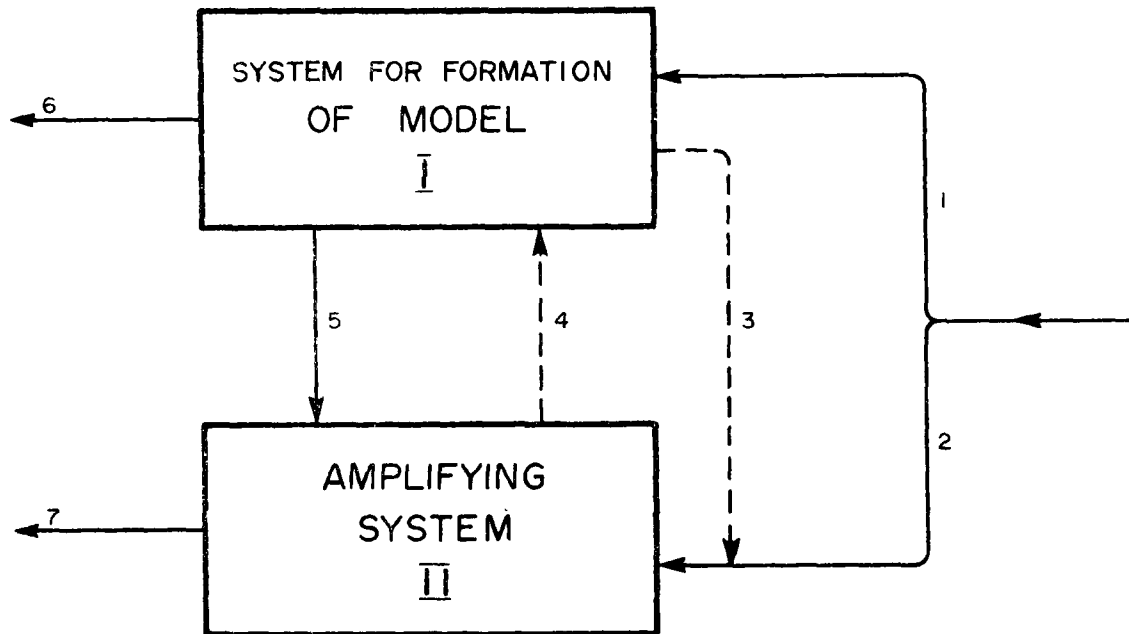 SYSTEM FOR FORMATION
OF MODEL
I
6
1
5
4
3
2
AMPLIFYING
SYSTEM
II
7